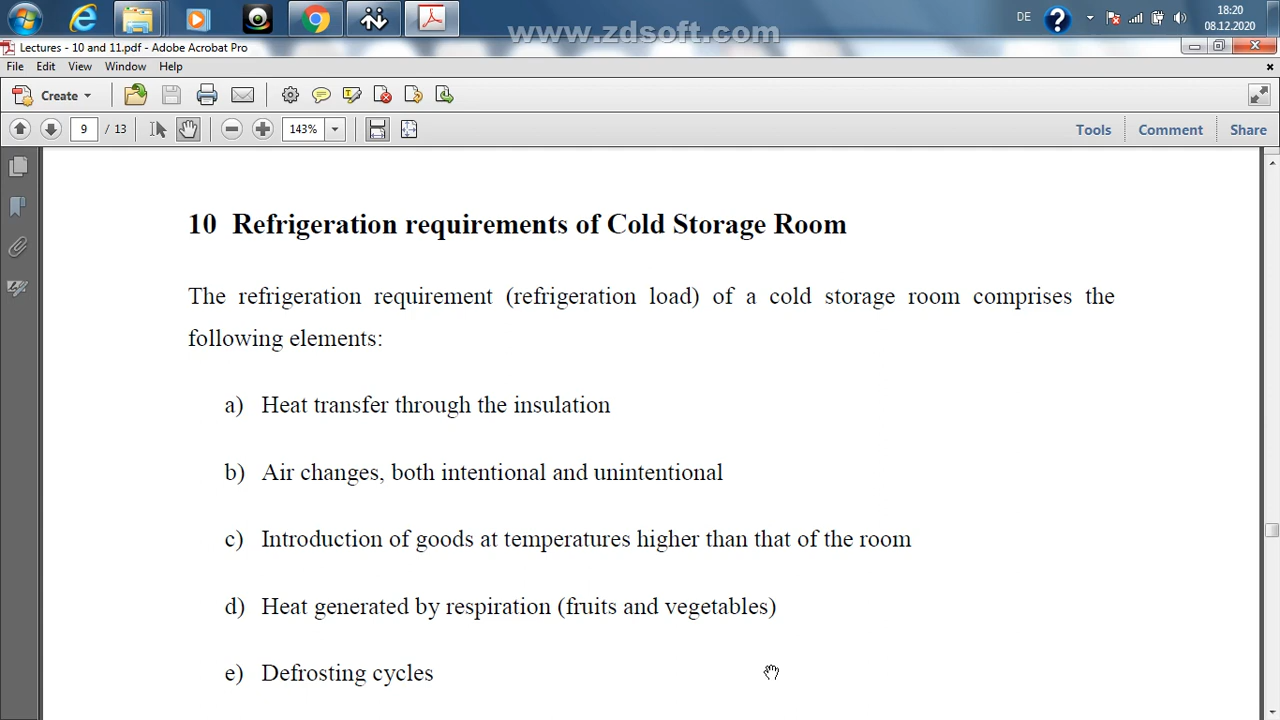 www.zdsoft.com
DE
18:20
08.12.2020
Lectures - 10 and 11.pdf - Adobe Acrobat Pro
File Edit View Window Help
Create
9 / 13
143%
Tools Comment Share
10 Refrigeration requirements of Cold Storage Room
The refrigeration requirement (refrigeration load) of a cold storage room comprises the
following elements:
a) Heat transfer through the insulation
b) Air changes, both intentional and unintentional
c) Introduction of goods at temperatures higher than that of the room
d) Heat generated by respiration (fruits and vegetables)
e) Defrosting cycles